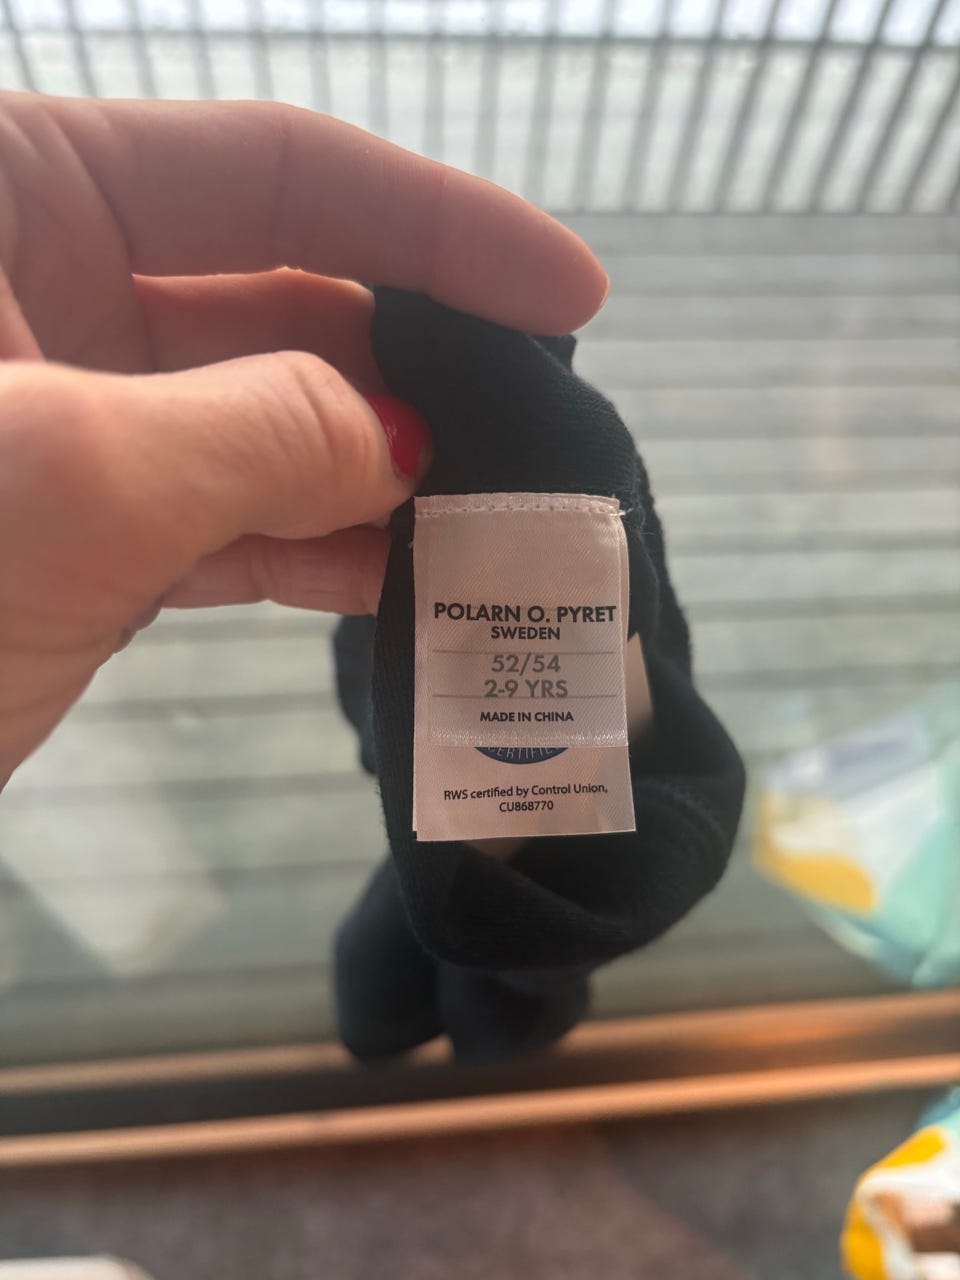 POLARN O. PYRET
SWEDEN
52/54
2-9 YRS
MADE IN CHINA
RWS certified by Control Union,
CU868770